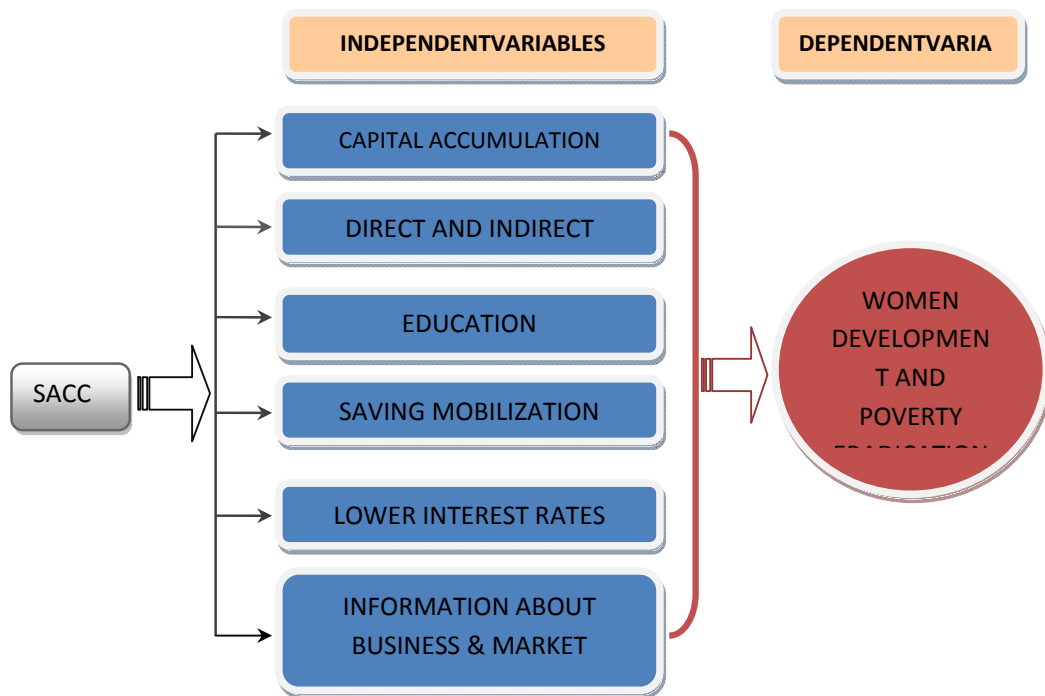 INDEPENDENTVARIABLES
DEPENDENTVARIA
CAPITAL ACCUMULATION
DIRECT AND INDIRECT
EDUCATION
SACC
SAVING MOBILIZATION
LOWER INTEREST RATES
INFORMATION ABOUT
BUSINESS & MARKET
WOMEN
DEVELOPMEN
T AND
POVERTY
ERADICATION